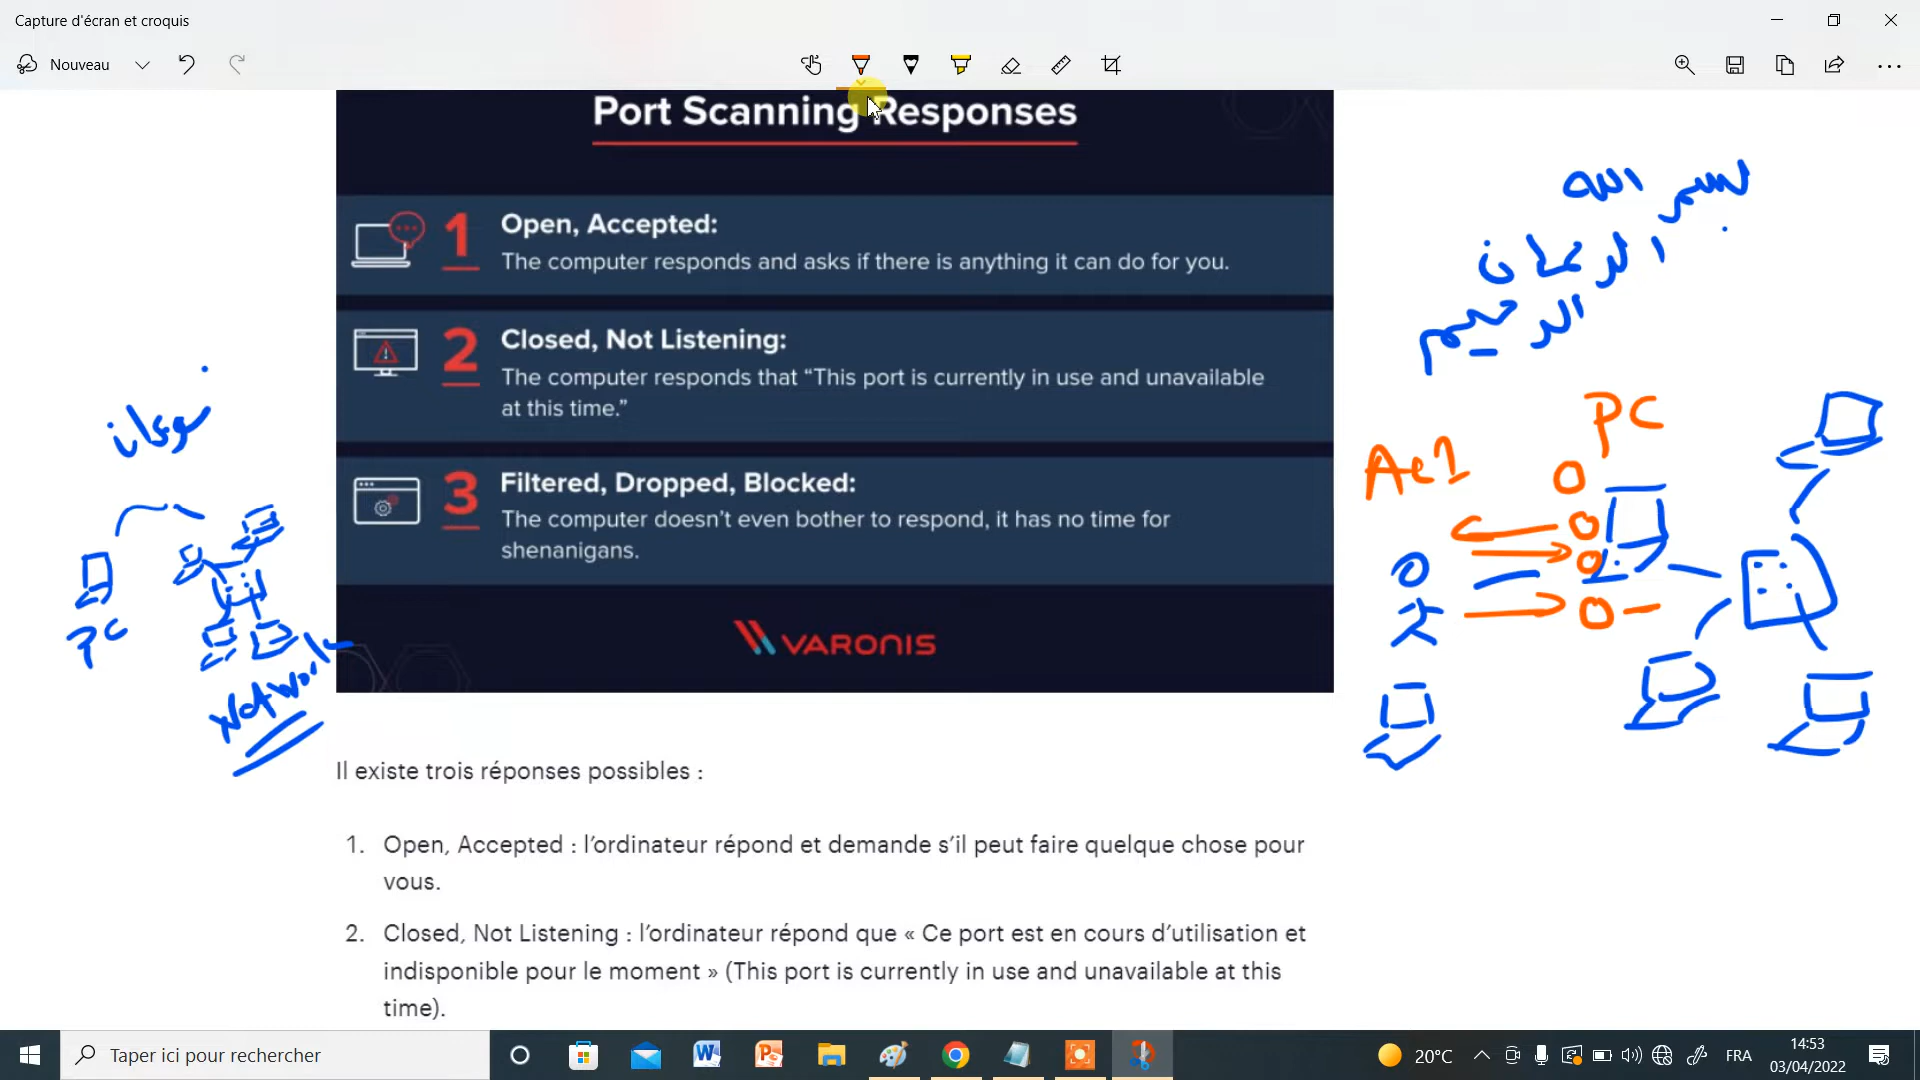 Capture d'écran et croquis
Nouveau
Port Scanning Responses
1
Open, Accepted:
The computer responds and asks if there is anything it can do for you.
2
Closed, Not Listening:
The computer responds that “This port is currently in use and unavailable
at this time.”
3
Filtered, Dropped, Blocked:
The computer doesn’t even bother to respond, it has no time for
shenanigans.
VARONIS
بسم الله
الرحمان
الرحيم
PC
PC
Network
Il existe trois réponses possibles :
1. Open, Accepted : l’ordinateur répond et demande s’il peut faire quelque chose pour
vous.
2. Closed, Not Listening : l’ordinateur répond que « Ce port est en cours d’utilisation et
indisponible pour le moment » (This port is currently in use and unavailable at this
time).
Taper ici pour rechercher
20°C
FRA
14:53
03/04/2022